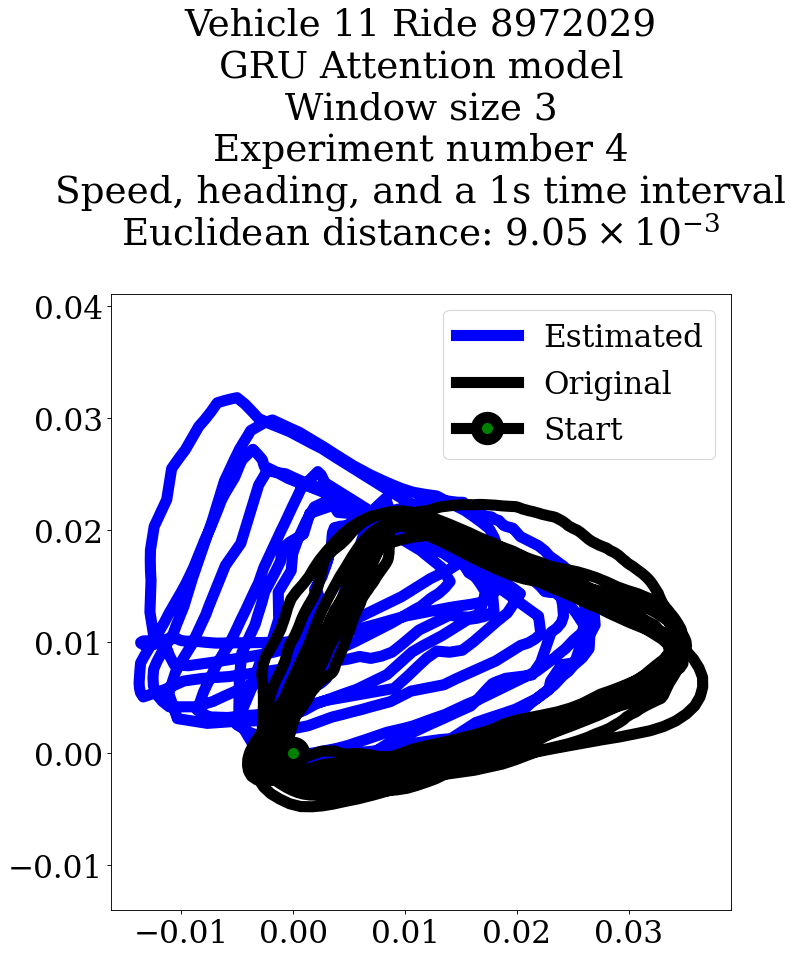 Vehicle 11 Ride 8972029
GRU Attention model
Window size 3
Experiment number 4
Speed, heading, and a 1s time interval
Euclidean distance: 9.05 × 10⁻³
0.04
Estimated
0.03
Original
Start
0.02
0.01
0.00
−0.01
−0.01 0.00 0.01 0.02 0.03